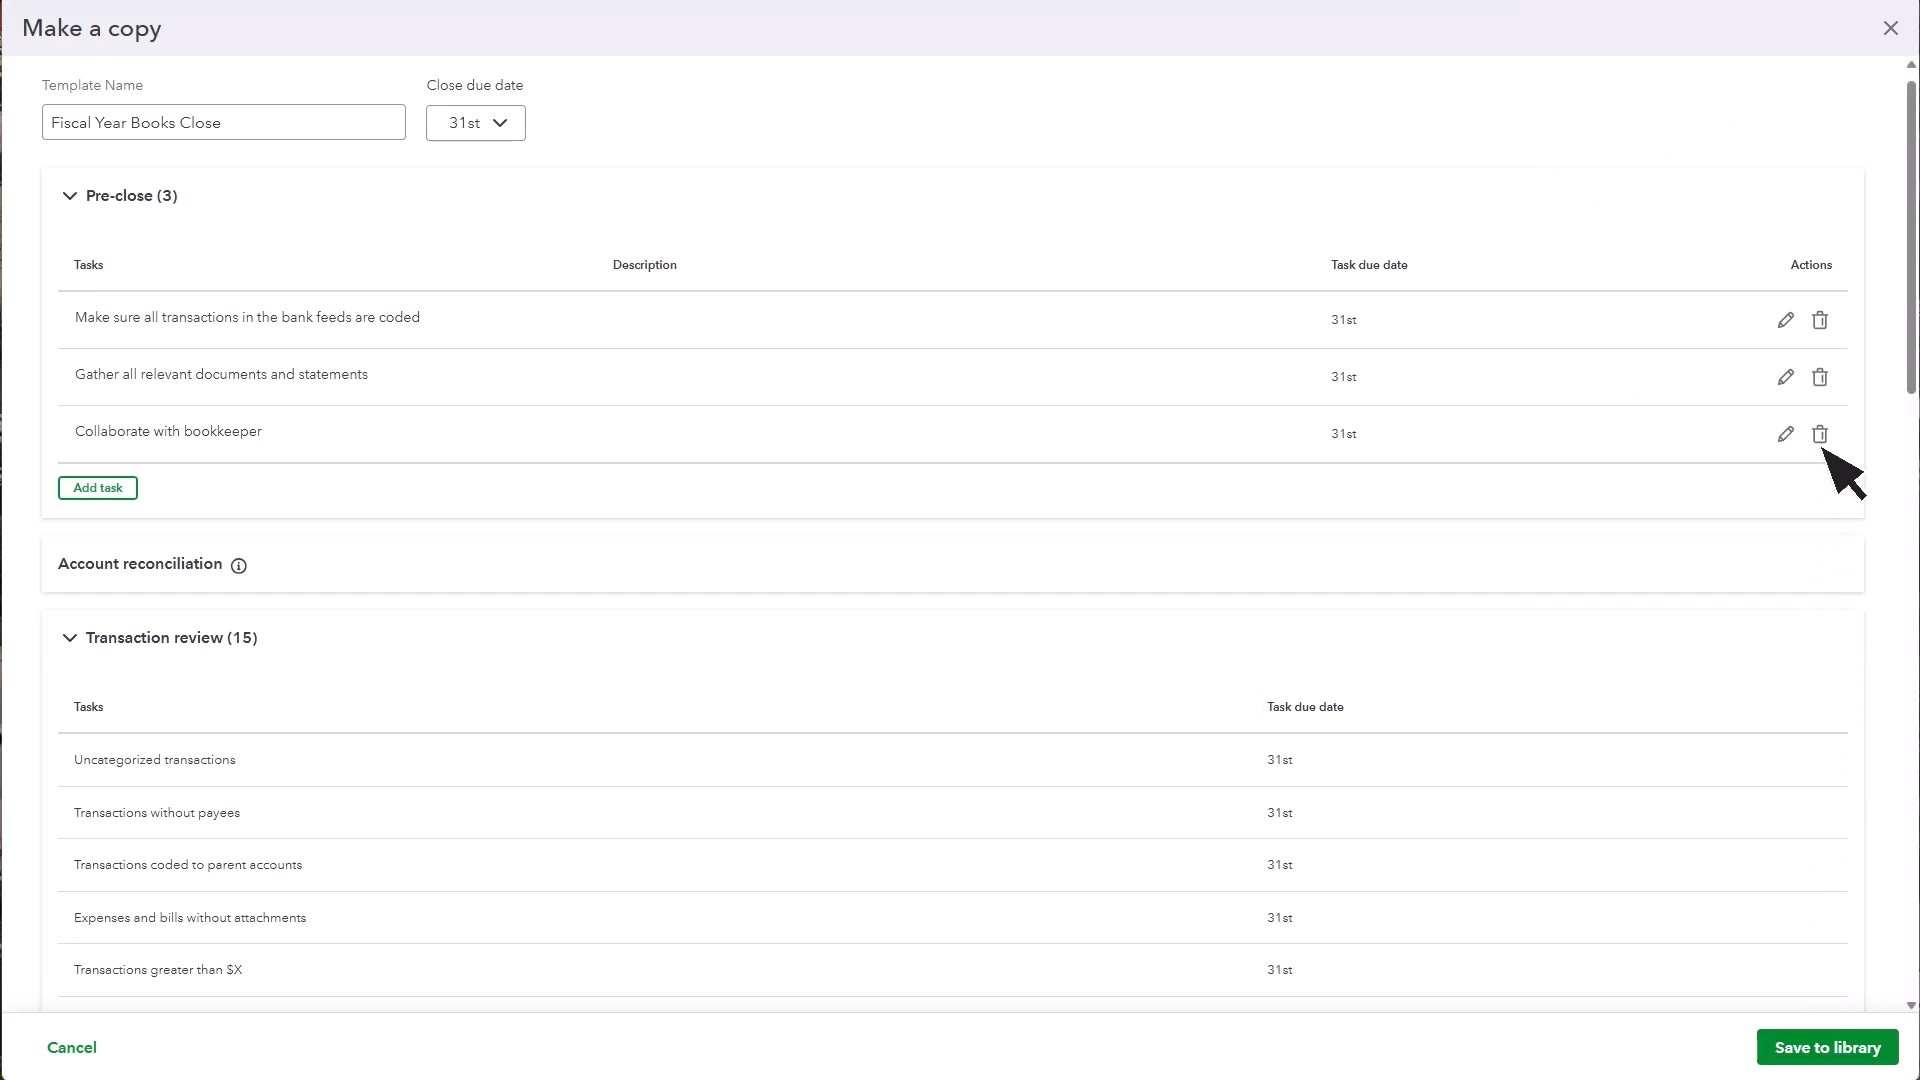 Make a copy
Template Name
Close due date
Fiscal Year Books Close
31st
Pre-close (3)
Tasks Description Task due date Actions
Make sure all transactions in the bank feeds are coded 31st
Gather all relevant documents and statements 31st
Collaborate with bookkeeper 31st
Add task
Account reconciliation
Transaction review (15)
Tasks Task due date
Uncategorized transactions 31st
Transactions without payees 31st
Transactions coded to parent accounts 31st
Expenses and bills without attachments 31st
Transactions greater than $X 31st
Cancel
Save to library